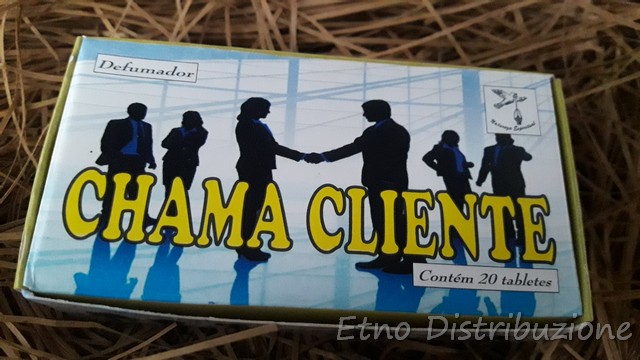 Defumador
CHAMA CLIENTE
Contém 20 tabletes
Etno Distribuzione